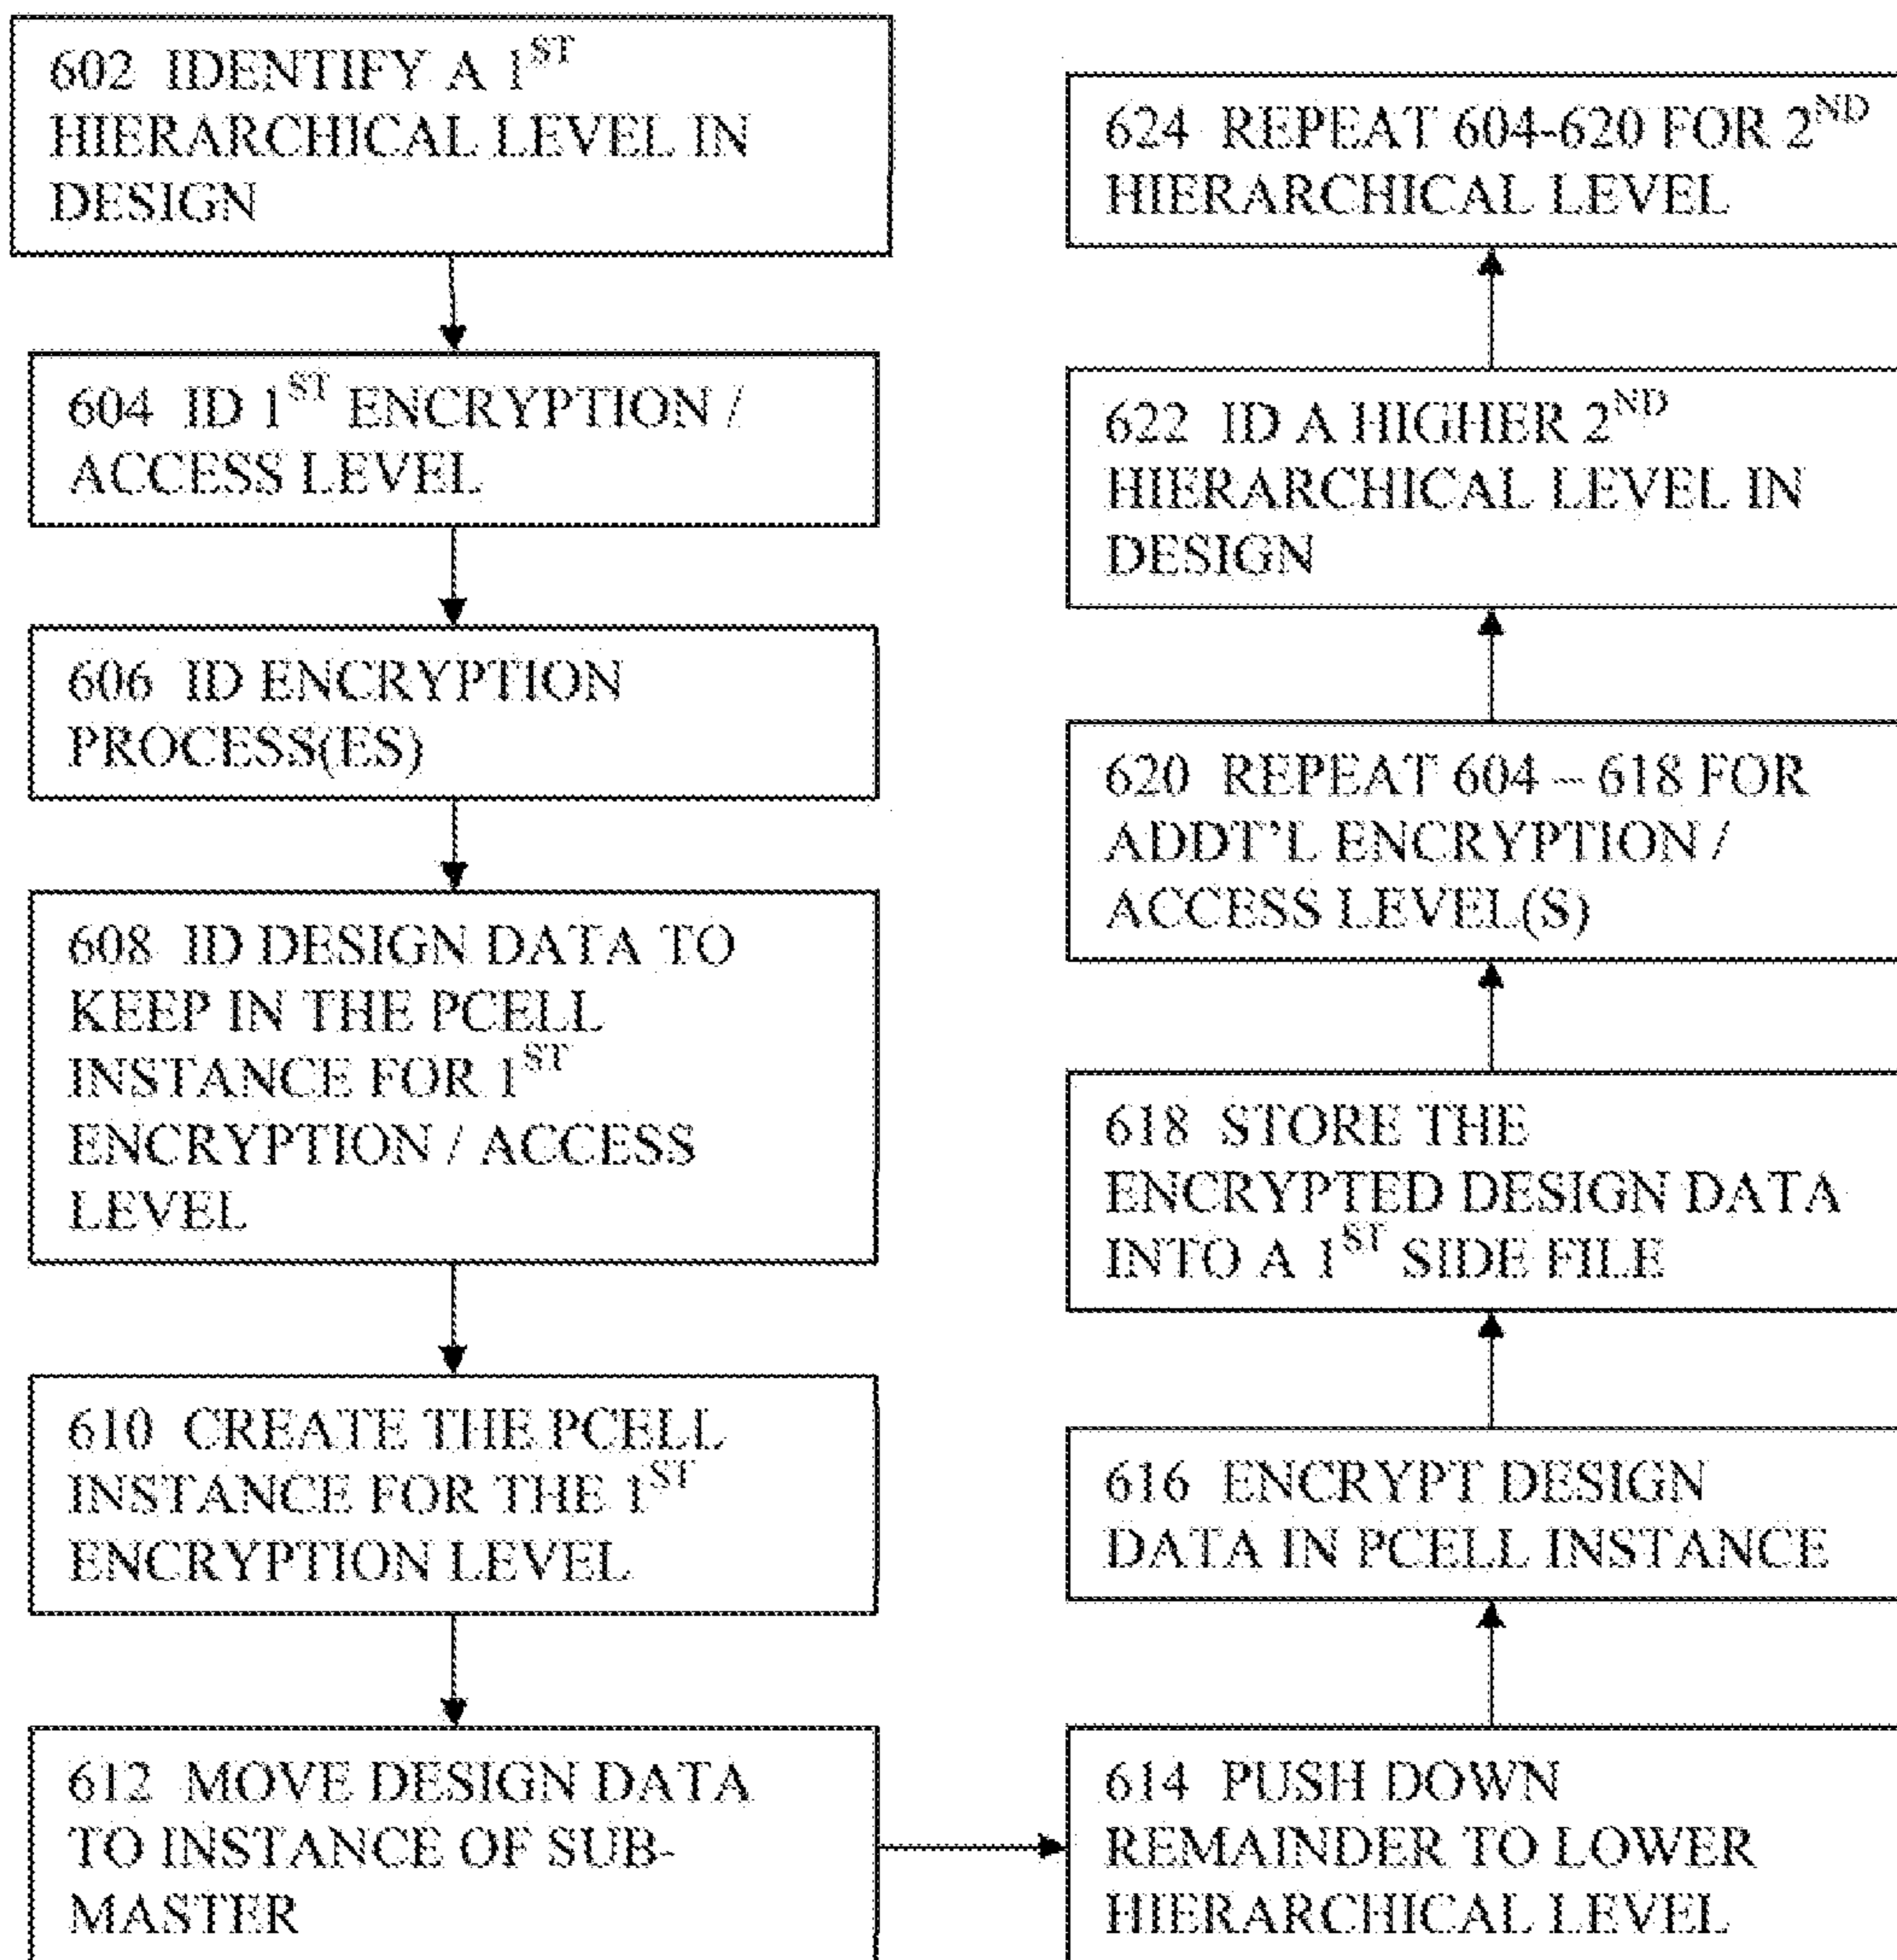 602 IDENTIFY A 1ST
HIERARCHICAL LEVEL IN
DESIGN
604 ID 1ST ENCRYPTION /
ACCESS LEVEL
606 ID ENCRYPTION
PROCESS(ES)
608 ID DESIGN DATA TO
KEEP IN THE PCELL
INSTANCE FOR 1ST
ENCRYPTION / ACCESS
LEVEL
610 CREATE THE PCELL
INSTANCE FOR THE 1ST
ENCRYPTION LEVEL
612 MOVE DESIGN DATA
TO INSTANCE OF SUB-
MASTER
614 PUSH DOWN
REMAINDER TO LOWER
HIERARCHICAL LEVEL
616 ENCRYPT DESIGN
DATA IN PCELL INSTANCE
618 STORE THE
ENCRYPTED DESIGN DATA
INTO A 1ST SIDE FILE
620 REPEAT 604 – 618 FOR
ADDT'L ENCRYPTION /
ACCESS LEVEL(S)
622 ID A HIGHER 2ND
HIERARCHICAL LEVEL IN
DESIGN
624 REPEAT 604-620 FOR 2ND
HIERARCHICAL LEVEL